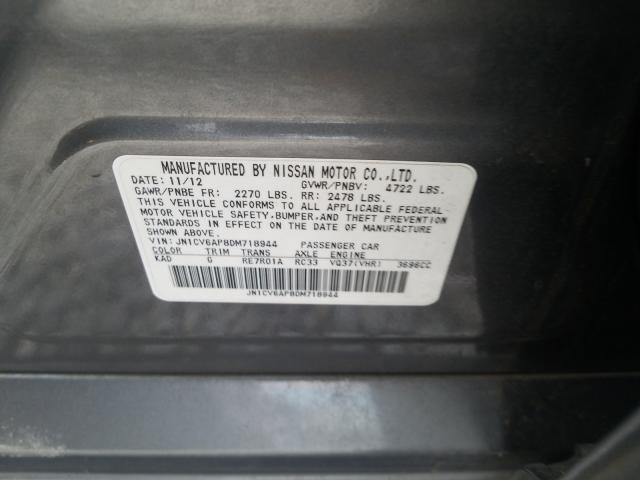 MANUFACTURED BY NISSAN MOTOR CO.,LTD.
DATE: 11/12 GVWR/PNBV: 4722 LBS.
GAWR/PNBE FR: 2270 LBS. RR: 2478 LBS.
THIS VEHICLE CONFORMS TO ALL APPLICABLE FEDERAL
MOTOR VEHICLE SAFETY,BUMPER,AND THEFT PREVENTION
STANDARDS IN EFFECT ON THE DATE OF MANUFACTURE
SHOWN ABOVE.
VIN: JN1CV6AP8DM718944 PASSENGER CAR
COLOR TRIM TRANS AXLE ENGINE
KAD G RE7R01A RC33 VQ37(VHR) 3696CC
JN1CV6AP8DM718944